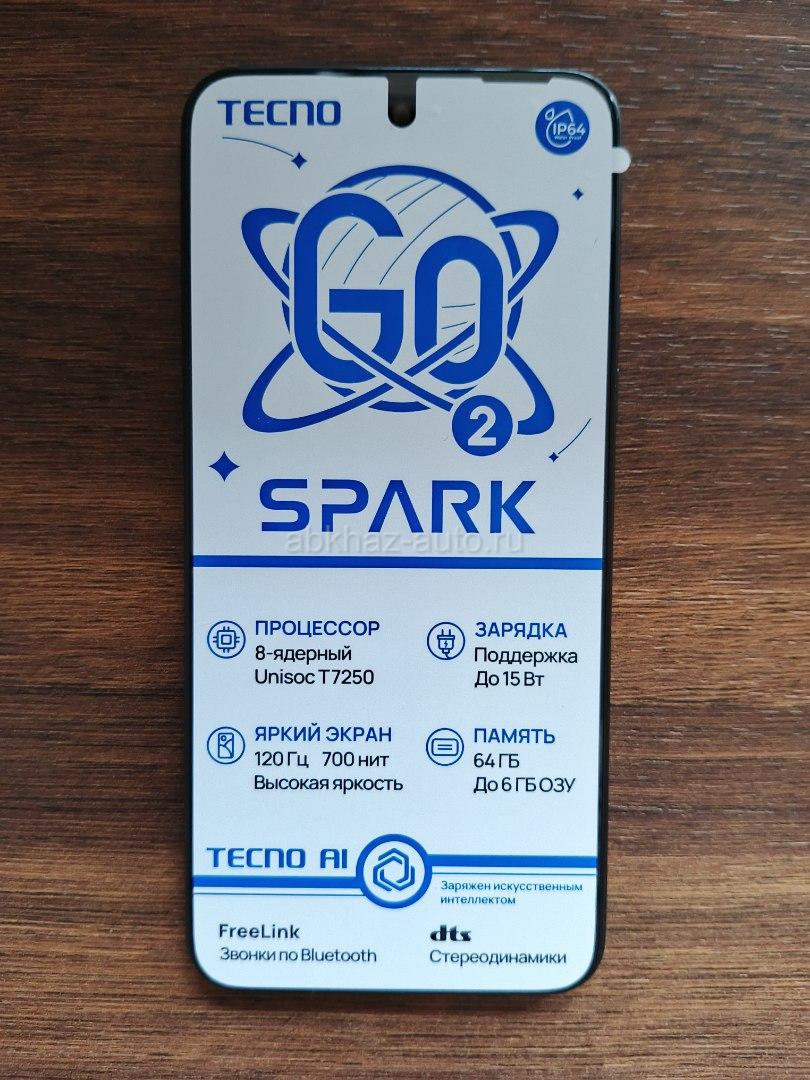 TECNO
IP64
Water Proof
GO
2
SPARK
abkhaz-auto.ru
ПРОЦЕССОР
8-ядерный
Unisoc T7250
ЗАРЯДКА
Поддержка
До 15 Вт
ЯРКИЙ ЭКРАН
120 Гц 700 нит
Высокая яркость
ПАМЯТЬ
64 ГБ
До 6 ГБ ОЗУ
TECNO AI
Заряжен искусственным
интеллектом
FreeLink
Звонки по Bluetooth
dts
Стереодинамики